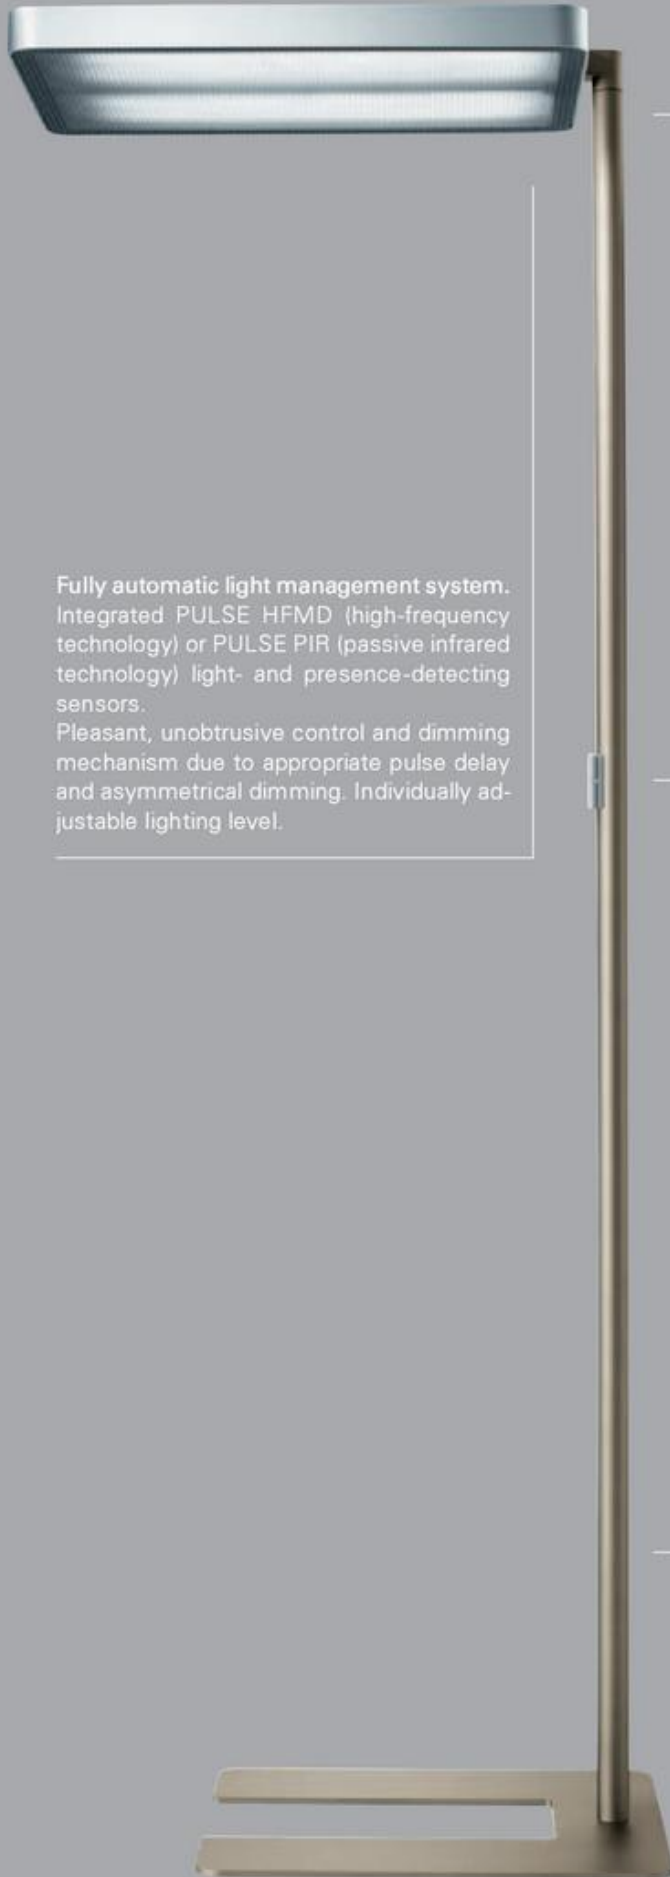 Fully automatic light management system.
Integrated PULSE HFMD (high-frequency
technology) or PULSE PIR (passive infrared
technology) light- and presence-detecting
sensors.
Pleasant, unobtrusive control and dimming
mechanism due to appropriate pulse delay
and asymmetrical dimming. Individually ad-
justable lighting level.